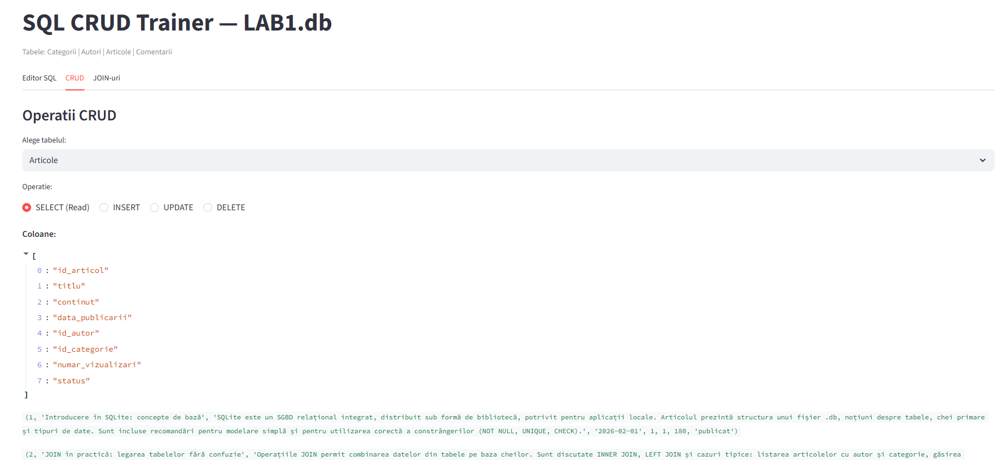 SQL CRUD Trainer — LAB1.db
Tabele: Categorii | Autori | Articole | Comentarii
Editor SQL CRUD JOIN-uri
Operatii CRUD
Alege tabelul:
Articole
Operatie:
SELECT (Read) INSERT UPDATE DELETE
Coloane:
[
0 : "id_articol"
1 : "titlu"
2 : "continut"
3 : "data_publicarii"
4 : "id_autor"
5 : "id_categorie"
6 : "numar_vizualizari"
7 : "status"
]
(1, 'Introducere în SQLite: concepte de bază', 'SQLite este un SGBD relațional integrat, distribuit sub formă de bibliotecă, potrivit pentru aplicații locale. Articolul prezintă structura unui fișier .db, noțiuni despre tabele, chei primare
și tipuri de date. Sunt incluse recomandări pentru modelare simplă și pentru utilizarea corectă a constrângerilor (NOT NULL, UNIQUE, CHECK).', '2026-02-01', 1, 1, 180, 'publicat')
(2, 'JOIN în practică: legarea tabelelor fără confuzie', 'Operațiile JOIN permit combinarea datelor din tabele pe baza cheilor. Sunt discutate INNER JOIN, LEFT JOIN și cazuri tipice: listarea articolelor cu autor și categorie, găsirea